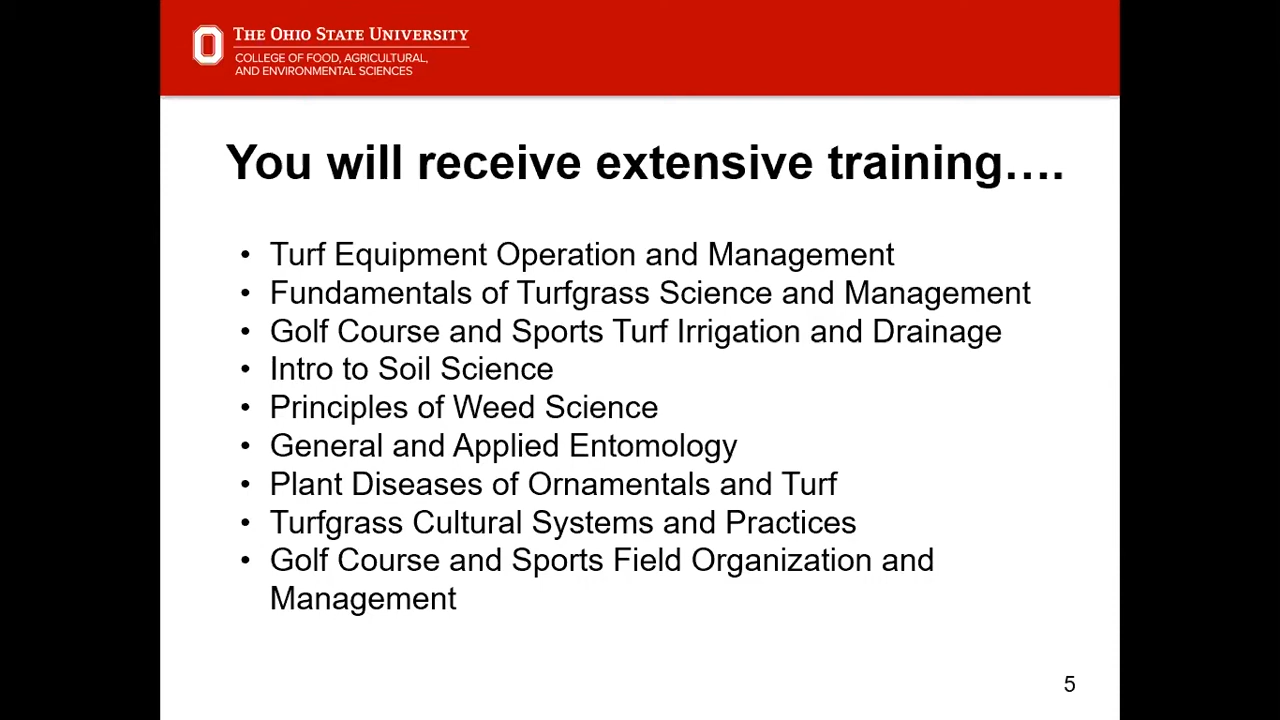 THE OHIO STATE UNIVERSITY
COLLEGE OF FOOD, AGRICULTURAL,
AND ENVIRONMENTAL SCIENCES
You will receive extensive training….
• Turf Equipment Operation and Management
• Fundamentals of Turfgrass Science and Management
• Golf Course and Sports Turf Irrigation and Drainage
• Intro to Soil Science
• Principles of Weed Science
• General and Applied Entomology
• Plant Diseases of Ornamentals and Turf
• Turfgrass Cultural Systems and Practices
• Golf Course and Sports Field Organization and
Management
5